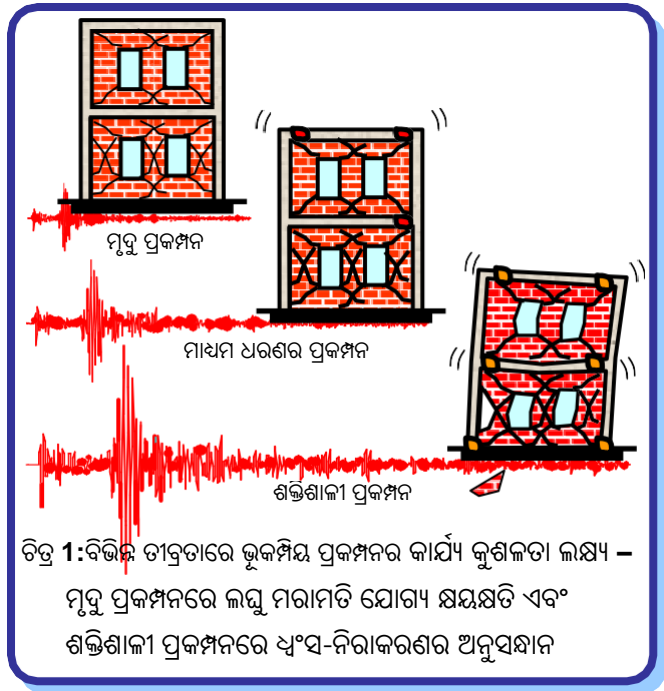 ମୃଦୁ ପ୍ରକମ୍ପନ
ମାଧ୍ୟମ ଧରଣର ପ୍ରକମ୍ପନ
ଶକ୍ତିଶାଳୀ ପ୍ରକମ୍ପନ
ଚିତ୍ର 1:ବିଭିନ୍ନ ତୀବ୍ରତାରେ ଭୂକମ୍ପିୟ ପ୍ରକମ୍ପନର କାର୍ଯ୍ୟ କୁଶଳତା ଲକ୍ଷ୍ୟ –
ମୃଦୁ ପ୍ରକମ୍ପନରେ ଲଘୁ ମରାମତି ଯୋଗ୍ୟ କ୍ଷୟକ୍ଷତି ଏବଂ
ଶକ୍ତିଶାଳୀ ପ୍ରକମ୍ପନରେ ଧ୍ଵଂସ-ନିରାକରଣର ଅନୁସନ୍ଧାନ